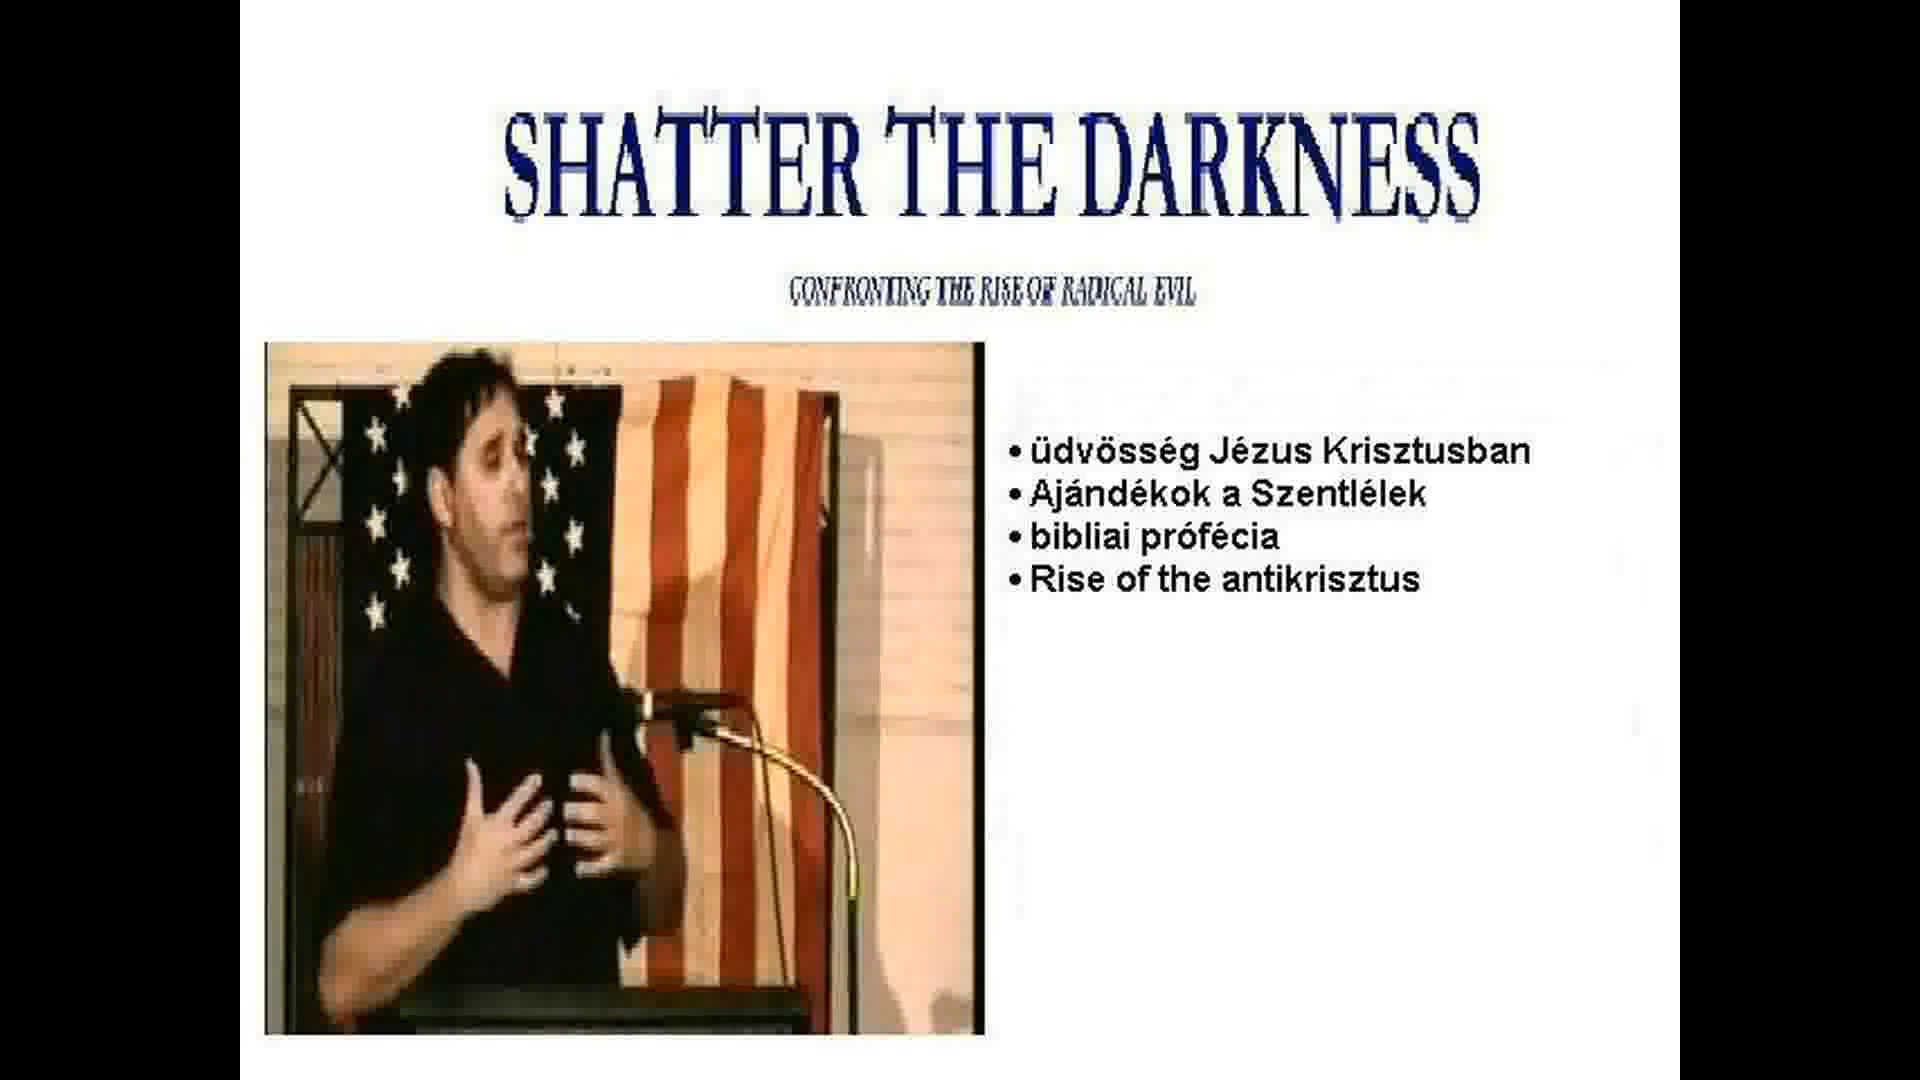 SHATTER THE DARKNESS
CONFRONTING THE RISE OF RADICAL EVIL
• üdvösség Jézus Krisztusban
• Ajándékok a Szentlélek
• bibliai prófécia
• Rise of the antikrisztus